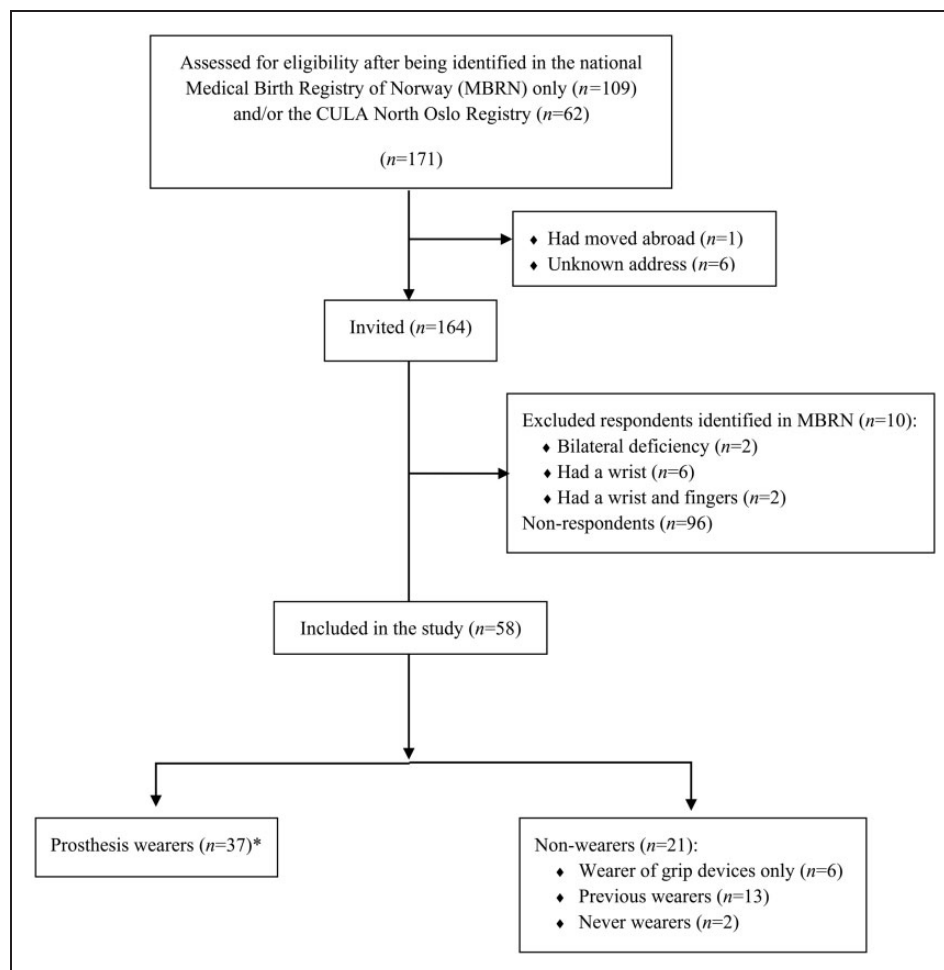 Assessed for eligibility after being identified in the national
Medical Birth Registry of Norway (MBRN) only (n=109)
and/or the CULA North Oslo Registry (n=62)
(n=171)
♦ Had moved abroad (n=1)
♦ Unknown address (n=6)
Invited (n=164)
Excluded respondents identified in MBRN (n=10):
♦ Bilateral deficiency (n=2)
♦ Had a wrist (n=6)
♦ Had a wrist and fingers (n=2)
Non-respondents (n=96)
Included in the study (n=58)
Prosthesis wearers (n=37)*
Non-wearers (n=21):
♦ Wearer of grip devices only (n=6)
♦ Previous wearers (n=13)
♦ Never wearers (n=2)